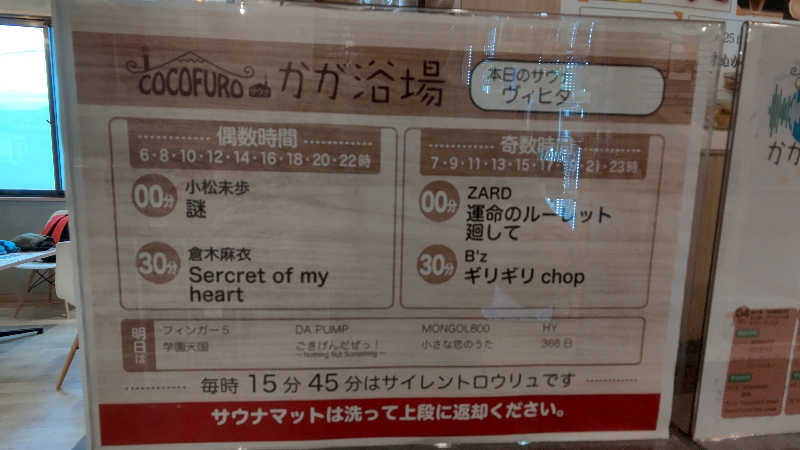 COCOFURO かが浴場
本日のサウ
ヴィヒタ
偶数時間
6・8・10・12・14・16・18・20・22時
00分 小松未歩
謎
30分 倉木麻衣
Sercret of my
heart
奇数時
7・9・11・13・15・17・21・23時
00分 ZARD
運命のルーレット
廻して
30分 B'z
ギリギリ chop
明日は
フィンガー5
学園天国
DA PUMP
ごきげんだぜっ!
~Nothing But Something~
MONGOL800
小さな恋のうた
HY
366日
毎時 15分 45分はサイレントロウリュです
サウナマットは洗って上段に返却ください。
かが